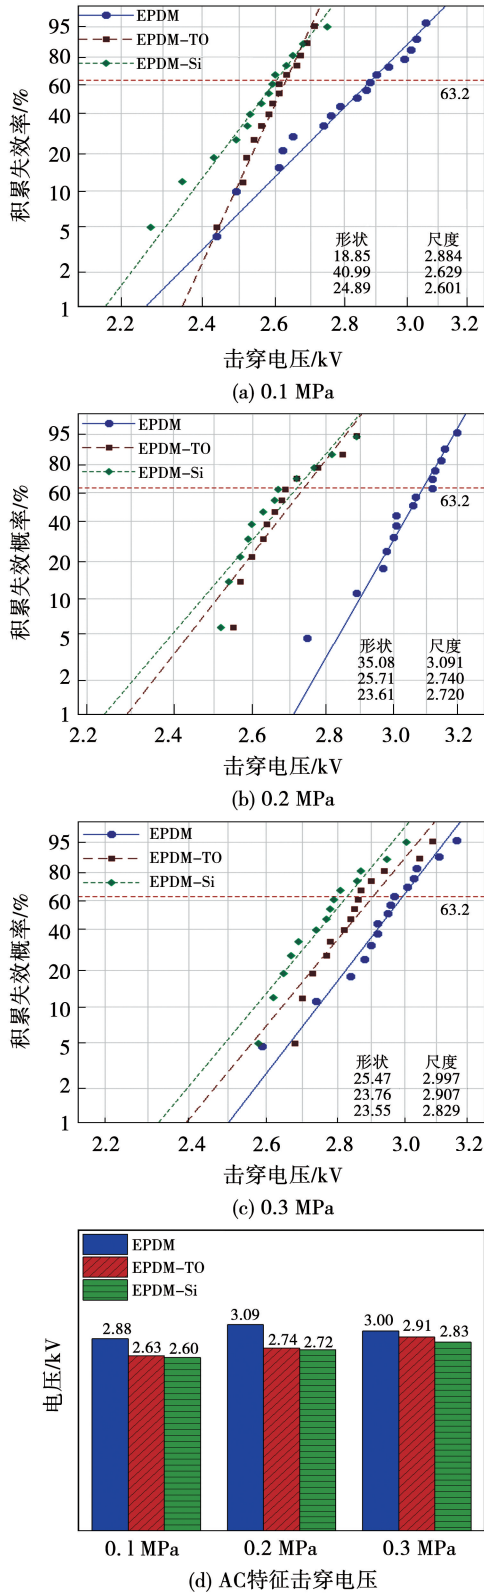 积累失效率/%
95
80
60
40
20
10
5
2
1
EPDM
EPDM-TO
EPDM-Si
63.2
形状 尺度
18.85 2.884
40.99 2.629
24.89 2.601
2.2 2.4 2.6 2.8 3.0 3.2
击穿电压/kV
(a) 0.1 MPa
积累失效概率/%
95
80
60
40
20
10
5
2
1
EPDM
EPDM-TO
EPDM-Si
63.2
形状 尺度
35.08 3.091
25.71 2.740
23.61 2.720
2.2 2.4 2.6 2.8 3.0 3.2
击穿电压/kV
(b) 0.2 MPa
积累失效概率/%
95
80
60
40
20
10
5
2
1
EPDM
EPDM-TO
EPDM-Si
63.2
形状 尺度
25.47 2.997
23.76 2.907
23.55 2.829
2.2 2.4 2.6 2.8 3.0 3.2
击穿电压/kV
(c) 0.3 MPa
电压/kV
EPDM
EPDM-TO
EPDM-Si
2.88 2.63 2.60 3.09 2.74 2.72 3.00 2.91 2.83
0.1 MPa 0.2 MPa 0.3 MPa
(d) AC特征击穿电压